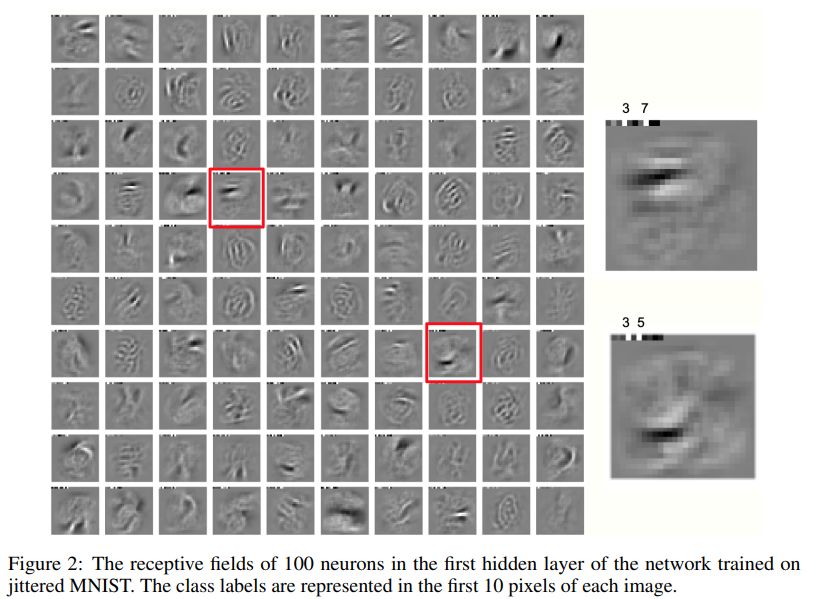 3 7
3 5
Figure 2: The receptive fields of 100 neurons in the first hidden layer of the network trained on
jittered MNIST. The class labels are represented in the first 10 pixels of each image.